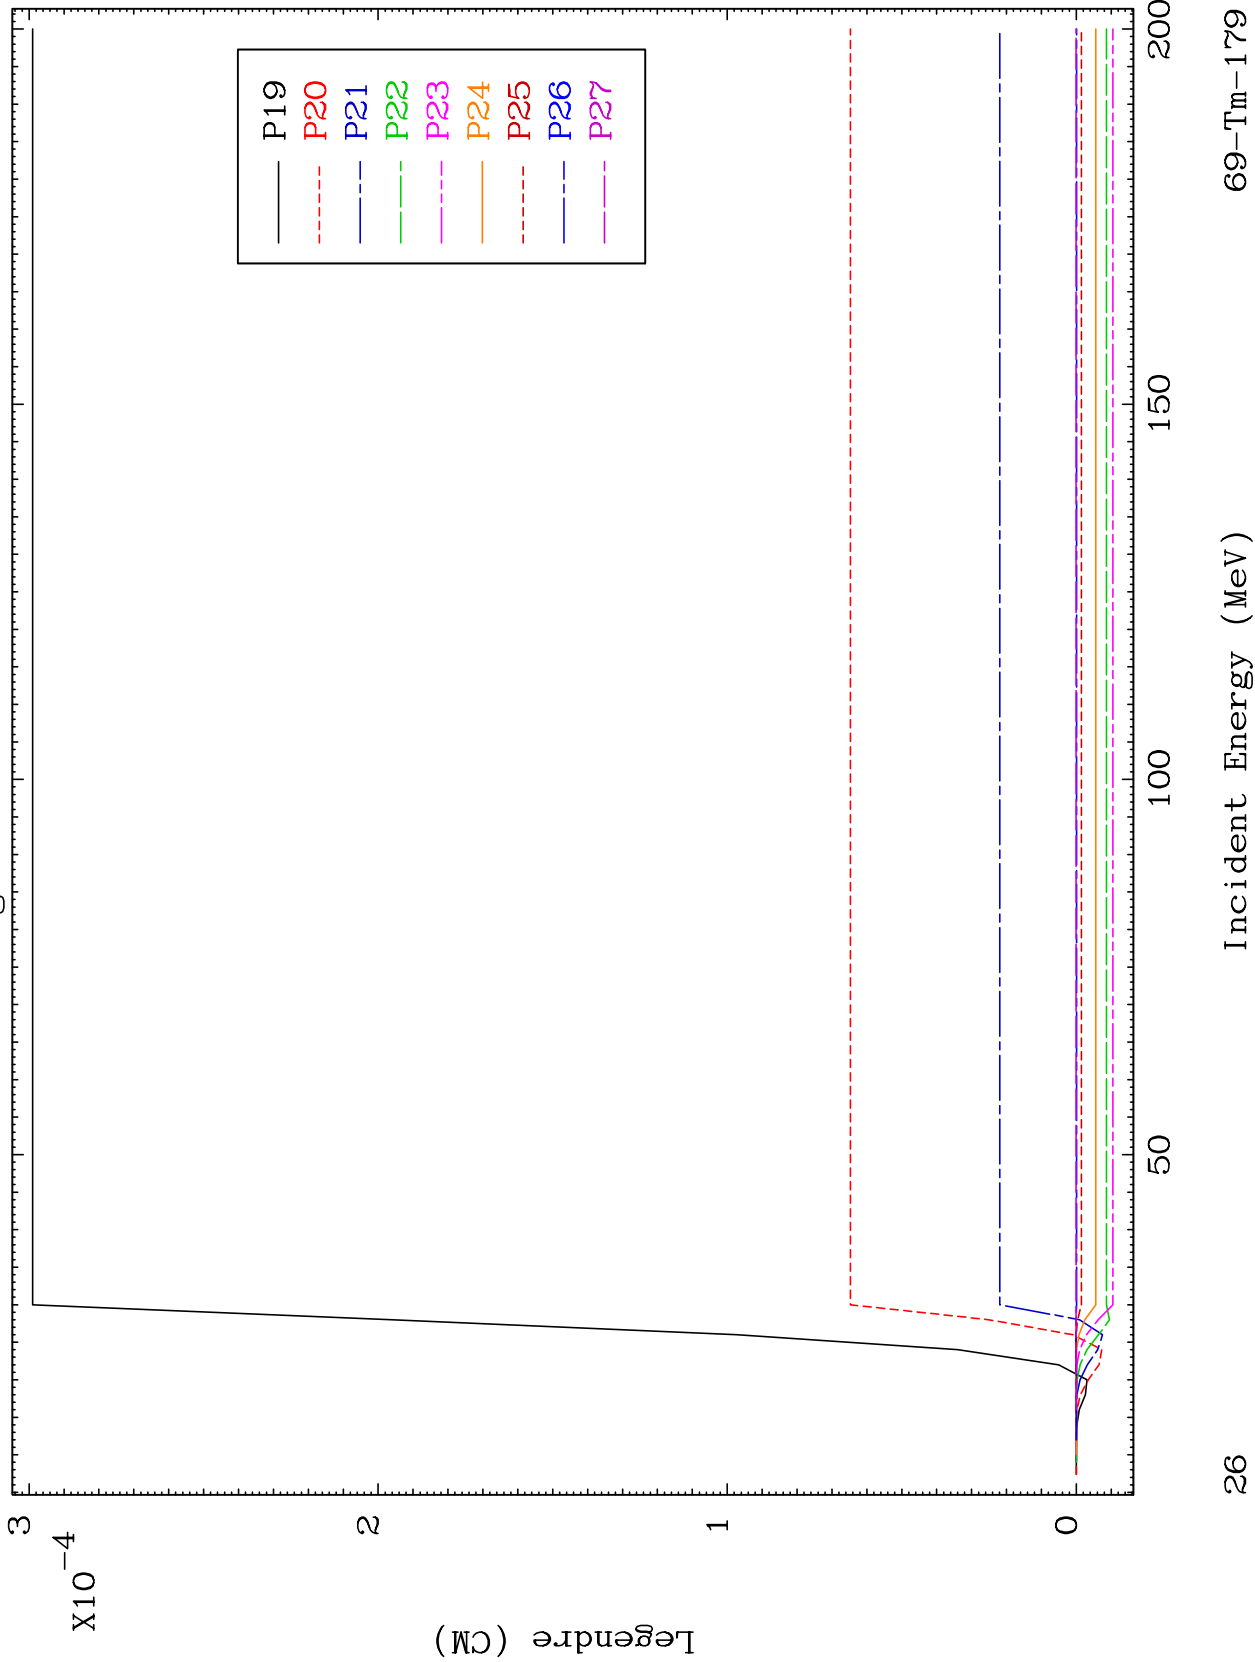 X10-4
3
2
1
0
Legendre (CM)
P19
P20
P21
P22
P23
P24
P25
P26
P27
50
100
150
200
Incident Energy (MeV)
26
69-Tm-179